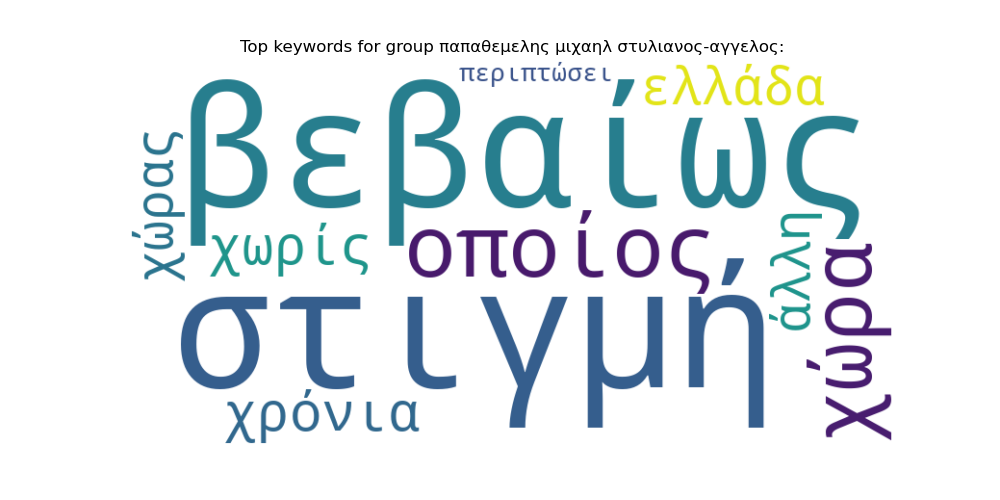 Top keywords for group παπαθεμελης μιχαηλ στυλιανος-αγγελος:
περιπτώσει
ελλάδα
βεβαίως
χώρας
χωρίς
οποίος
άλλη
στιγμή
χώρα
χρόνια